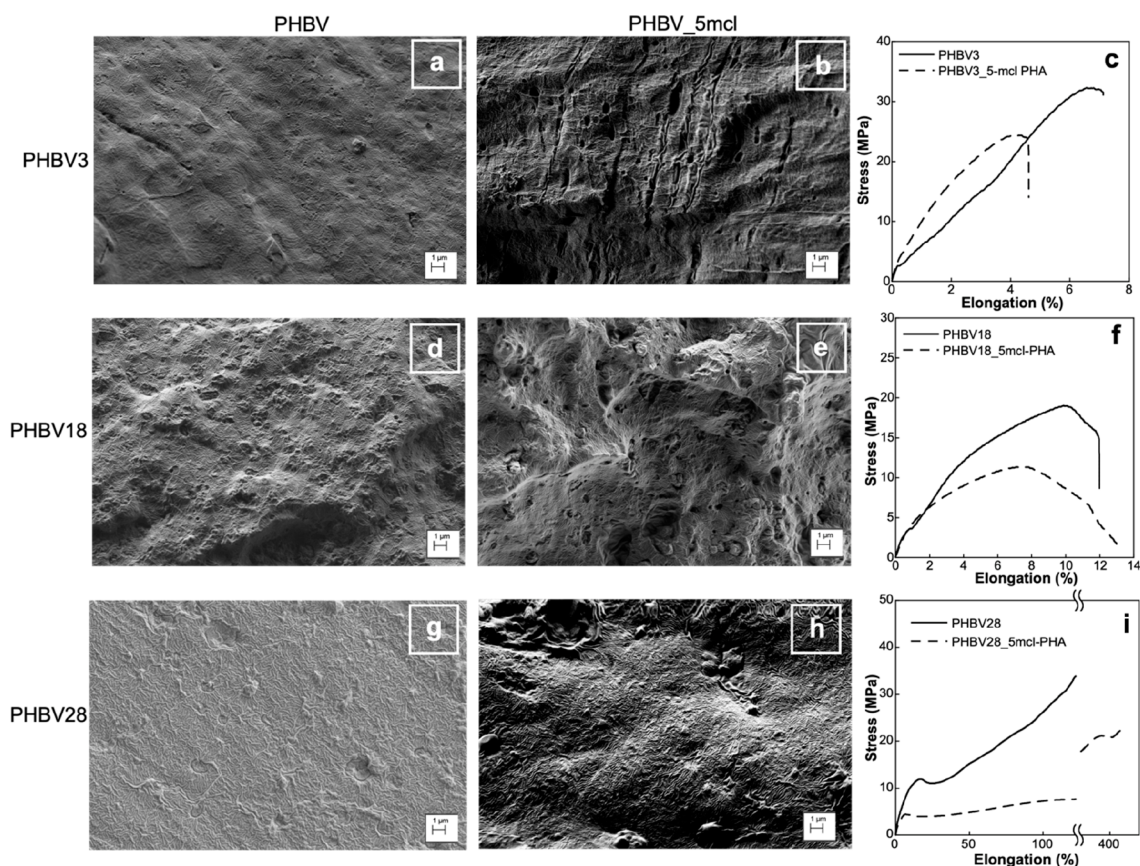 PHBV
PHBV_5mcl
PHBV3
a
1 µm
b
1 µm
c
PHBV3
PHBV3_5-mcl PHA
Stress (MPa)
40
30
20
10
0
0 2 4 6 8
Elongation (%)
PHBV18
d
1 µm
e
1 µm
f
PHBV18
PHBV18_5mcl-PHA
Stress (MPa)
30
25
20
15
10
5
0
0 2 4 6 8 10 12 14
Elongation (%)
PHBV28
g
1 µm
h
1 µm
i
PHBV28
PHBV28_5mcl-PHA
Stress (MPa)
50
40
30
20
10
0
0 50 100 400
Elongation (%)